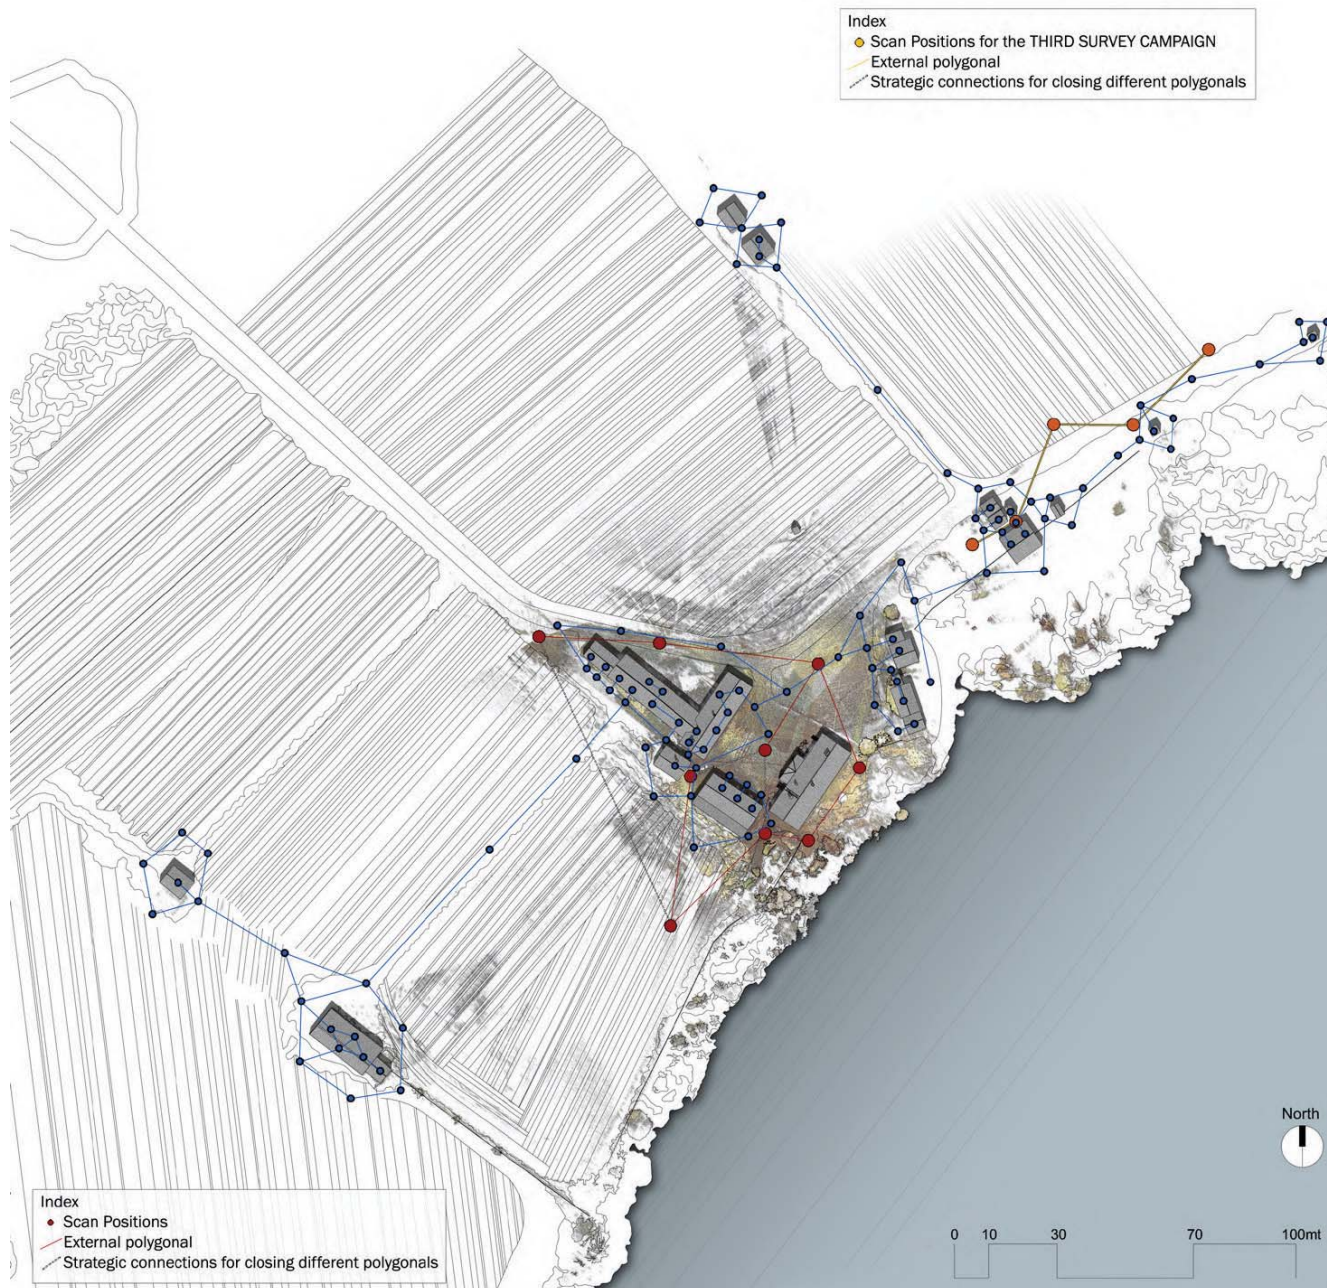 Index
Scan Positions for the THIRD SURVEY CAMPAIGN
External polygonal
Strategic connections for closing different polygonals
North
Index
Scan Positions
External polygonal
Strategic connections for closing different polygonals
0 10 30 70 100mt